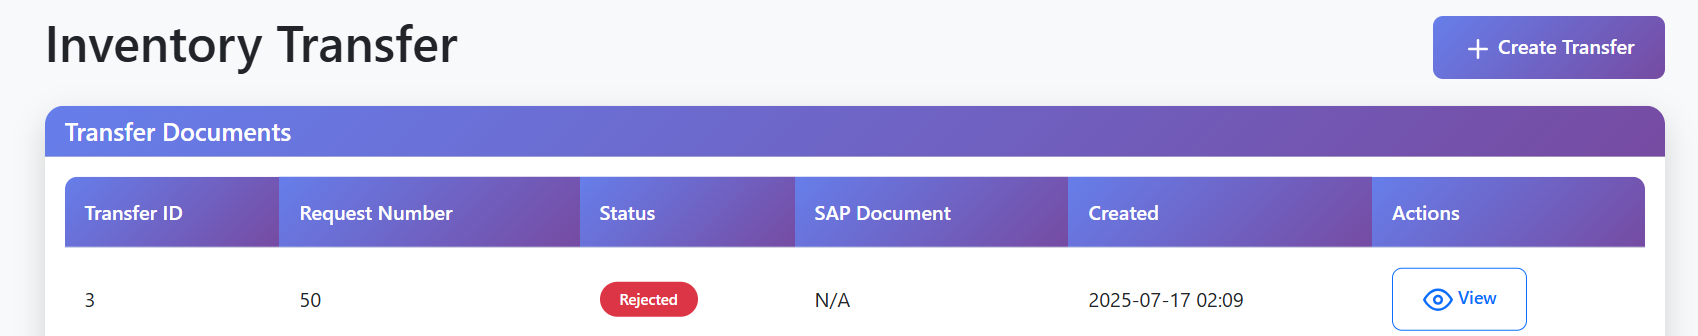 Inventory Transfer
+ Create Transfer
Transfer Documents
Transfer ID Request Number Status SAP Document Created Actions
3 50 Rejected N/A 2025-07-17 02:09 View